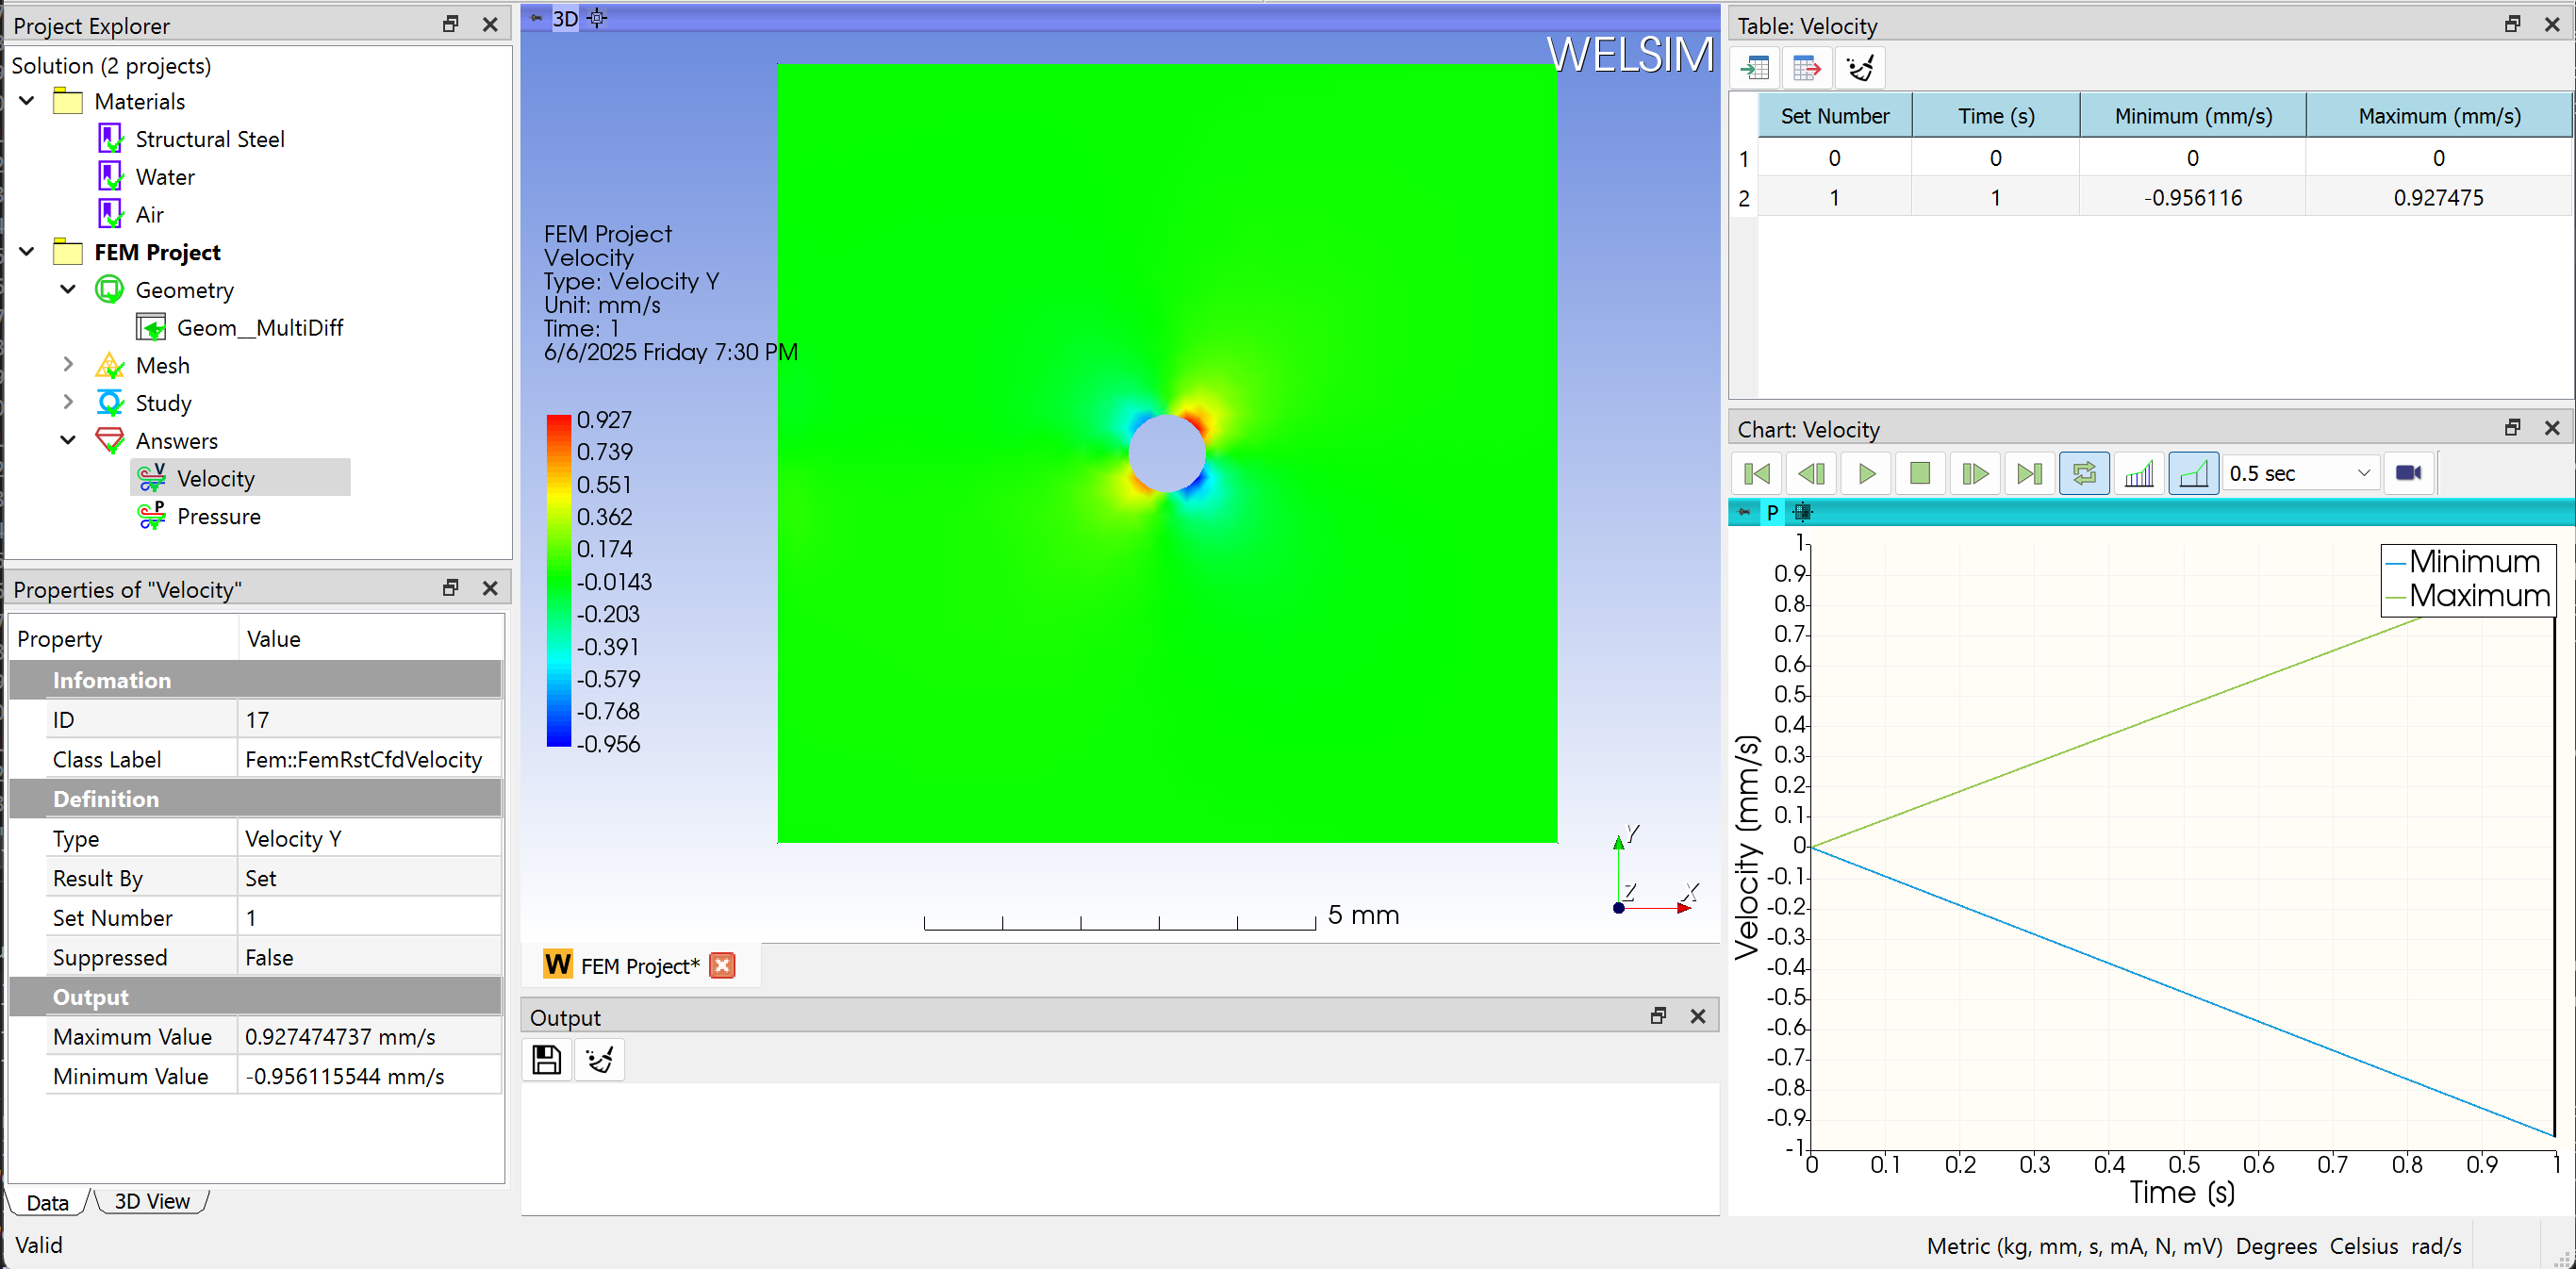 Project Explorer
Solution (2 projects)
Materials
Structural Steel
Water
Air
FEM Project
Geometry
Geom__MultiDiff
Mesh
Study
Answers
Velocity
Pressure
Properties of "Velocity"
Property Value
Infomation
ID 17
Class Label Fem::FemRstCfdVelocity
Definition
Type Velocity Y
Result By Set
Set Number 1
Suppressed False
Output
Maximum Value 0.927474737 mm/s
Minimum Value -0.956115544 mm/s
Data 3D View
Valid
3D
WELSIM
FEM Project
Velocity
Type: Velocity Y
Unit: mm/s
Time: 1
6/6/2025 Friday 7:30 PM
0.927
0.739
0.551
0.362
0.174
-0.0143
-0.203
-0.391
-0.579
-0.768
-0.956
Y
Z X
5 mm
W FEM Project*
Output
Table: Velocity
Set Number Time (s) Minimum (mm/s) Maximum (mm/s)
1 0 0 0 0
2 1 1 -0.956116 0.927475
Chart: Velocity
0.5 sec
P
Minimum
Maximum
Velocity (mm/s)
1
0.9
0.8
0.7
0.6
0.5
0.4
0.3
0.2
0.1
0
-0.1
-0.2
-0.3
-0.4
-0.5
-0.6
-0.7
-0.8
-0.9
-1
0 0.1 0.2 0.3 0.4 0.5 0.6 0.7 0.8 0.9 1
Time (s)
Metric (kg, mm, s, mA, N, mV) Degrees Celsius rad/s